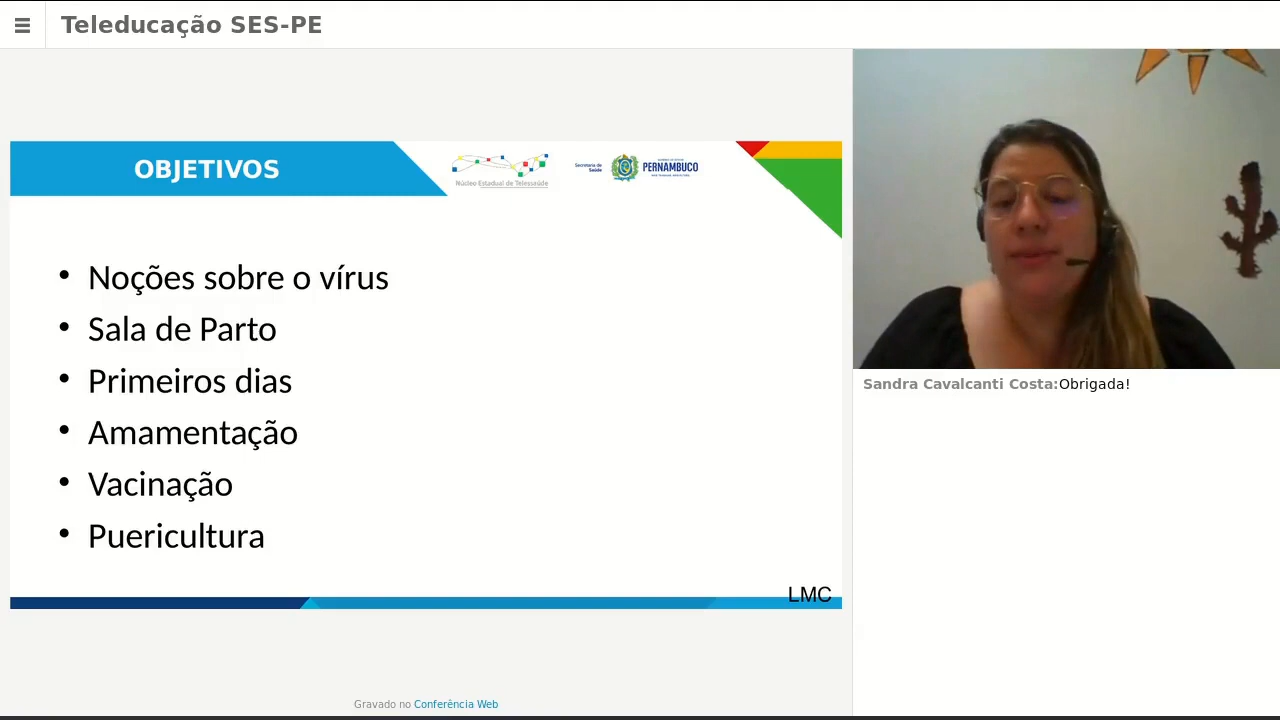 Teleducação SES-PE
OBJETIVOS
Núcleo Estadual de Telessaúde
Secretaria de
Saúde
PERNAMBUCO
• Noções sobre o vírus
• Sala de Parto
• Primeiros dias
• Amamentação
• Vacinação
• Puericultura
LMC
Sandra Cavalcanti Costa:Obrigada!
Gravado no Conferência Web